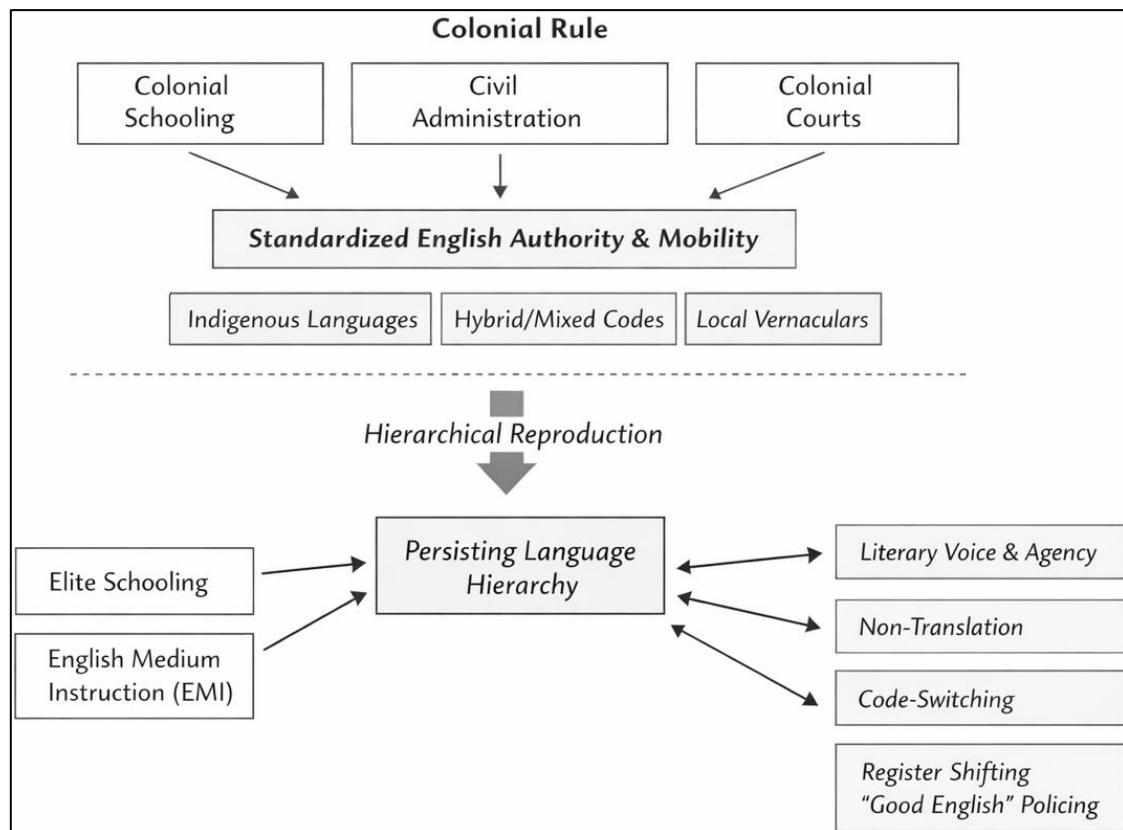 Colonial Rule
Colonial
Schooling
Civil
Administration
Colonial
Courts
Standardized English Authority & Mobility
Indigenous Languages
Hybrid/Mixed Codes
Local Vernaculars
Hierarchical Reproduction
Persisting Language
Hierarchy
Elite Schooling
English Medium
Instruction (EMI)
Literary Voice & Agency
Non-Translation
Code-Switching
Register Shifting
"Good English" Policing